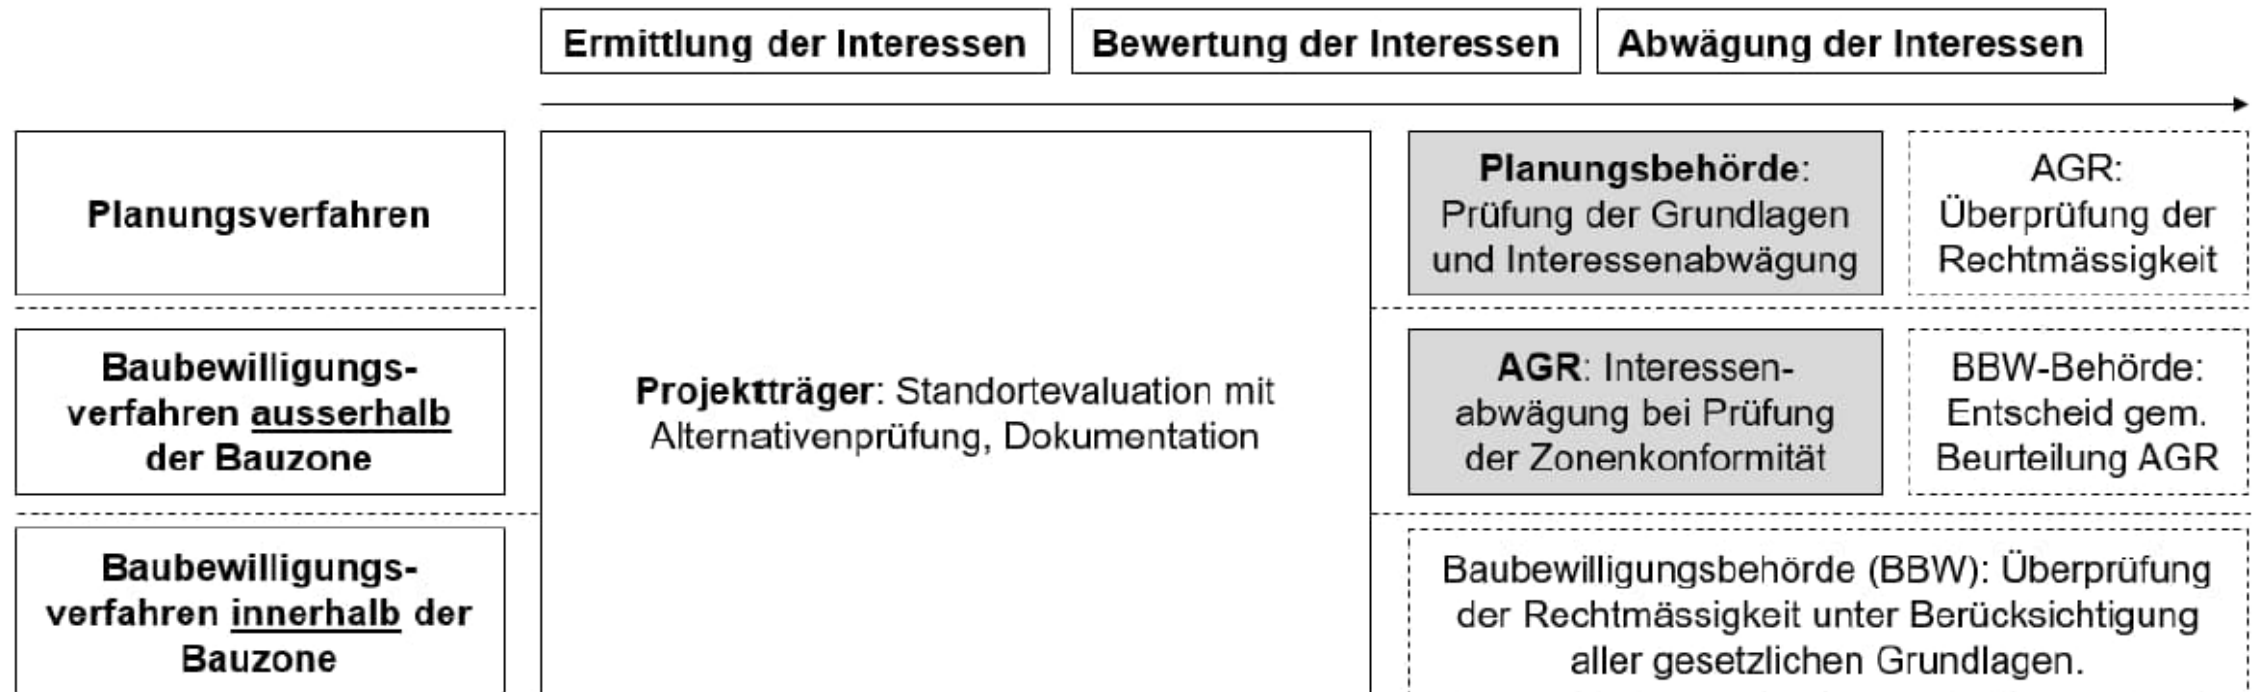 Ermittlung der Interessen
Bewertung der Interessen
Abwägung der Interessen
Planungsverfahren
Planungsbehörde:
Prüfung der Grundlagen
und Interessenabwägung
AGR:
Überprüfung der
Rechtmässigkeit
Baubewilligungs-
verfahren ausserhalb
der Bauzone
Projektträger: Standortevaluation mit
Alternativenprüfung, Dokumentation
AGR: Interessen-
abwägung bei Prüfung
der Zonenkonformität
BBW-Behörde:
Entscheid gem.
Beurteilung AGR
Baubewilligungs-
verfahren innerhalb der
Bauzone
Baubewilligungsbehörde (BBW): Überprüfung
der Rechtmässigkeit unter Berücksichtigung
aller gesetzlichen Grundlagen.